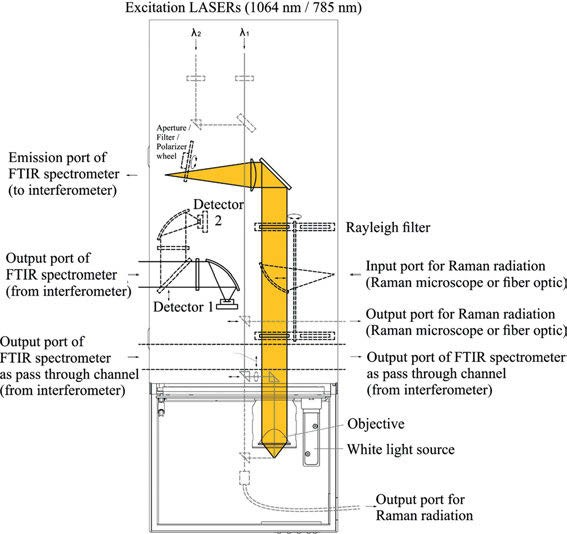 Excitation LASERs (1064 nm / 785 nm)
λ2
λ1
Aperture /
Filter /
Polarizer
wheel
Emission port of
FTIR spectrometer
(to interferometer)
Detector
2
Rayleigh filter
Output port of
FTIR spectrometer
(from interferometer)
Input port for Raman radiation
(Raman microscope or fiber optic)
Detector 1
Output port for Raman radiation
(Raman microscope or fiber optic)
Output port of
FTIR spectrometer
as pass through channel
(from interferometer)
Output port of FTIR spectrometer
as pass through channel
(from interferometer)
Objective
White light source
Output port for
Raman radiation